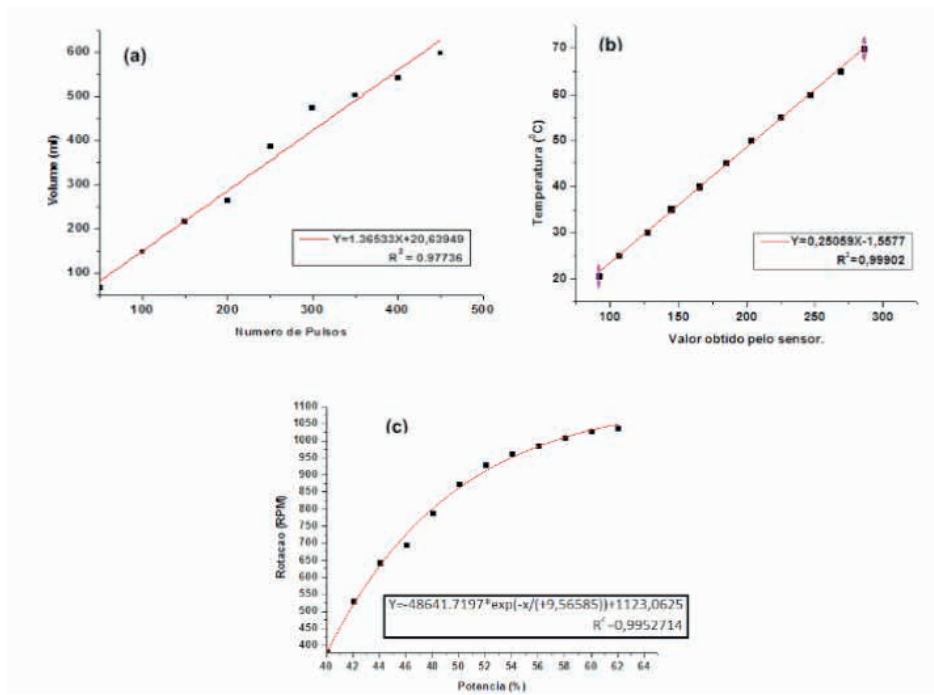 (a)
600
500
400
300
200
100
Volume (ml)
100 200 300 400 500
Numero de Pulsos
Y=1.36533X+20,63949
R² = 0.97736
(b)
70
60
50
40
30
20
Temperatura (⁰C)
100 150 200 250 300
Valor obtido pelo sensor.
Y=0,25059X-1,5577
R²=0,99902
(c)
1100
1050
1000
950
900
850
800
750
700
650
600
550
500
450
400
Rotacao (RPM)
40 42 44 46 48 50 52 54 56 58 60 62 64
Potencia (%)
Y=-48641.7197*exp(-x/(+9,56585))+1123,0625
R²=0,9952714